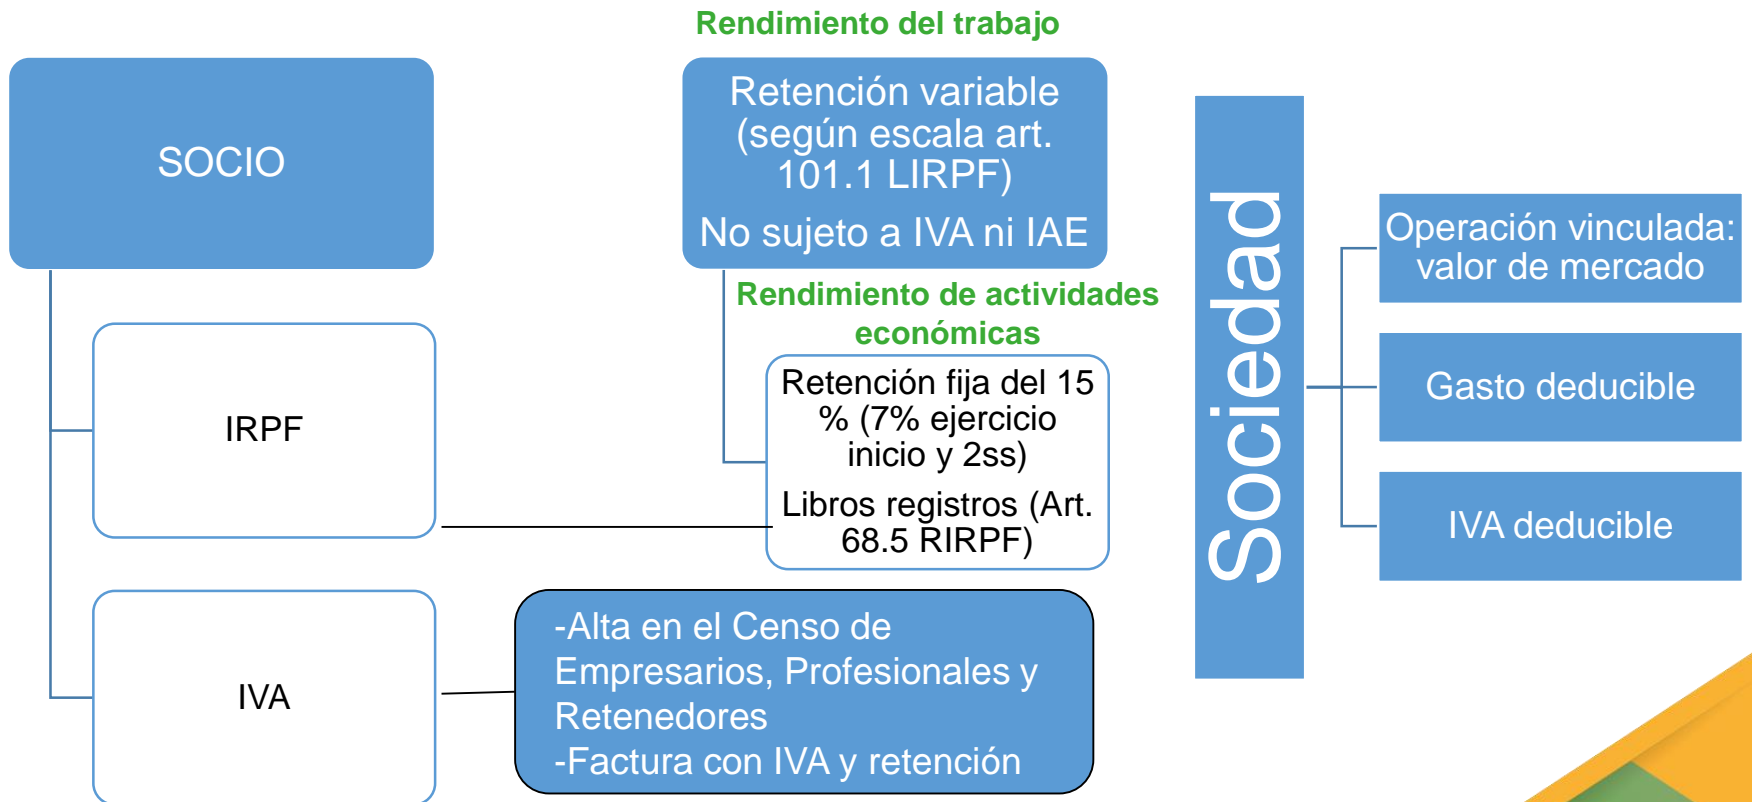 Rendimiento del trabajo
SOCIO
Retención variable
(según escala art.
101.1 LIRPF)
No sujeto a IVA ni IAE
Rendimiento de actividades
económicas
IRPF
Retención fija del 15
% (7% ejercicio
inicio y 2ss)
Libros registros (Art.
68.5 RIRPF)
IVA
-Alta en el Censo de
Empresarios, Profesionales y
Retenedores
-Factura con IVA y retención
Sociedad
Operación vinculada:
valor de mercado
Gasto deducible
IVA deducible